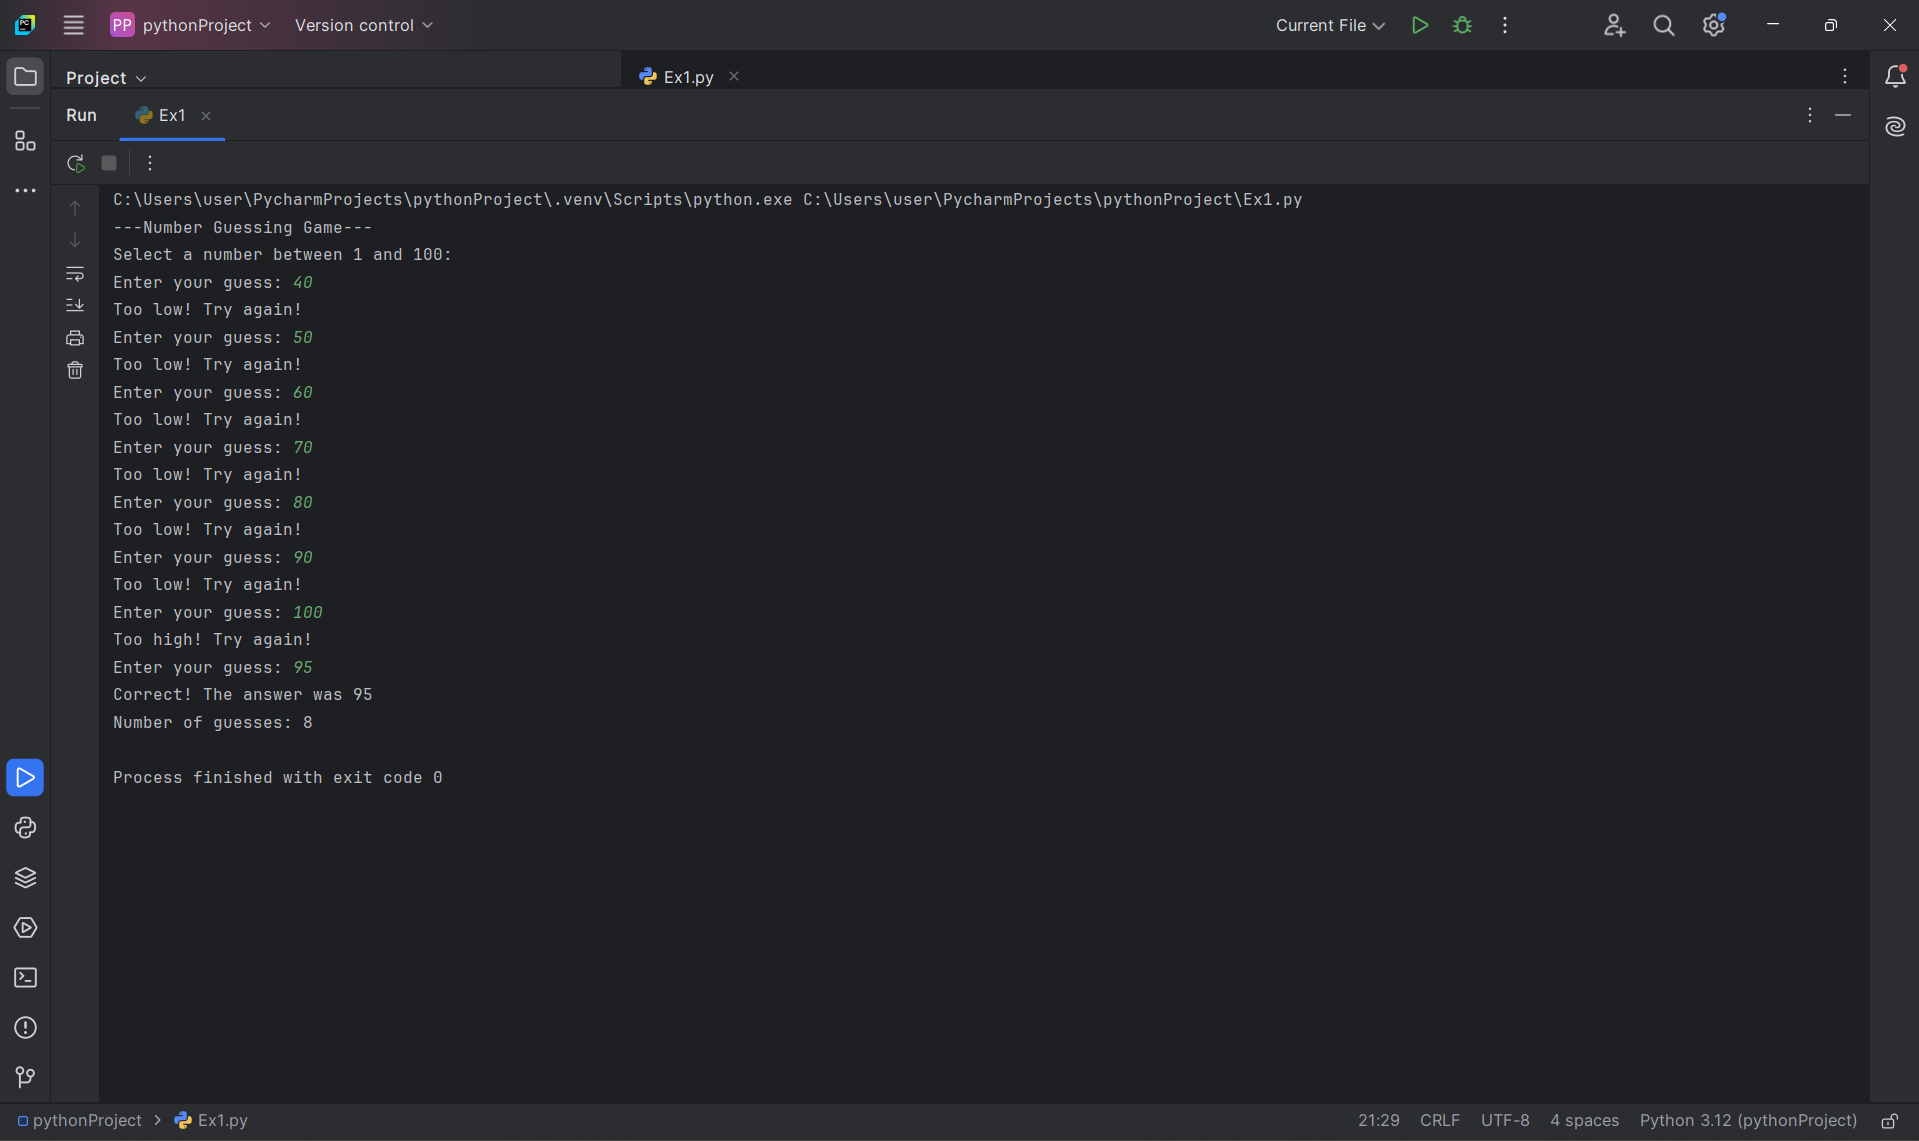 PP pythonProject Version control Current File
Project Ex1.py
Run Ex1
C:\Users\user\PycharmProjects\pythonProject\.venv\Scripts\python.exe C:\Users\user\PycharmProjects\pythonProject\Ex1.py
---Number Guessing Game---
Select a number between 1 and 100:
Enter your guess: 40
Too low! Try again!
Enter your guess: 50
Too low! Try again!
Enter your guess: 60
Too low! Try again!
Enter your guess: 70
Too low! Try again!
Enter your guess: 80
Too low! Try again!
Enter your guess: 90
Too low! Try again!
Enter your guess: 100
Too high! Try again!
Enter your guess: 95
Correct! The answer was 95
Number of guesses: 8
Process finished with exit code 0
pythonProject > Ex1.py 21:29 CRLF UTF-8 4 spaces Python 3.12 (pythonProject)